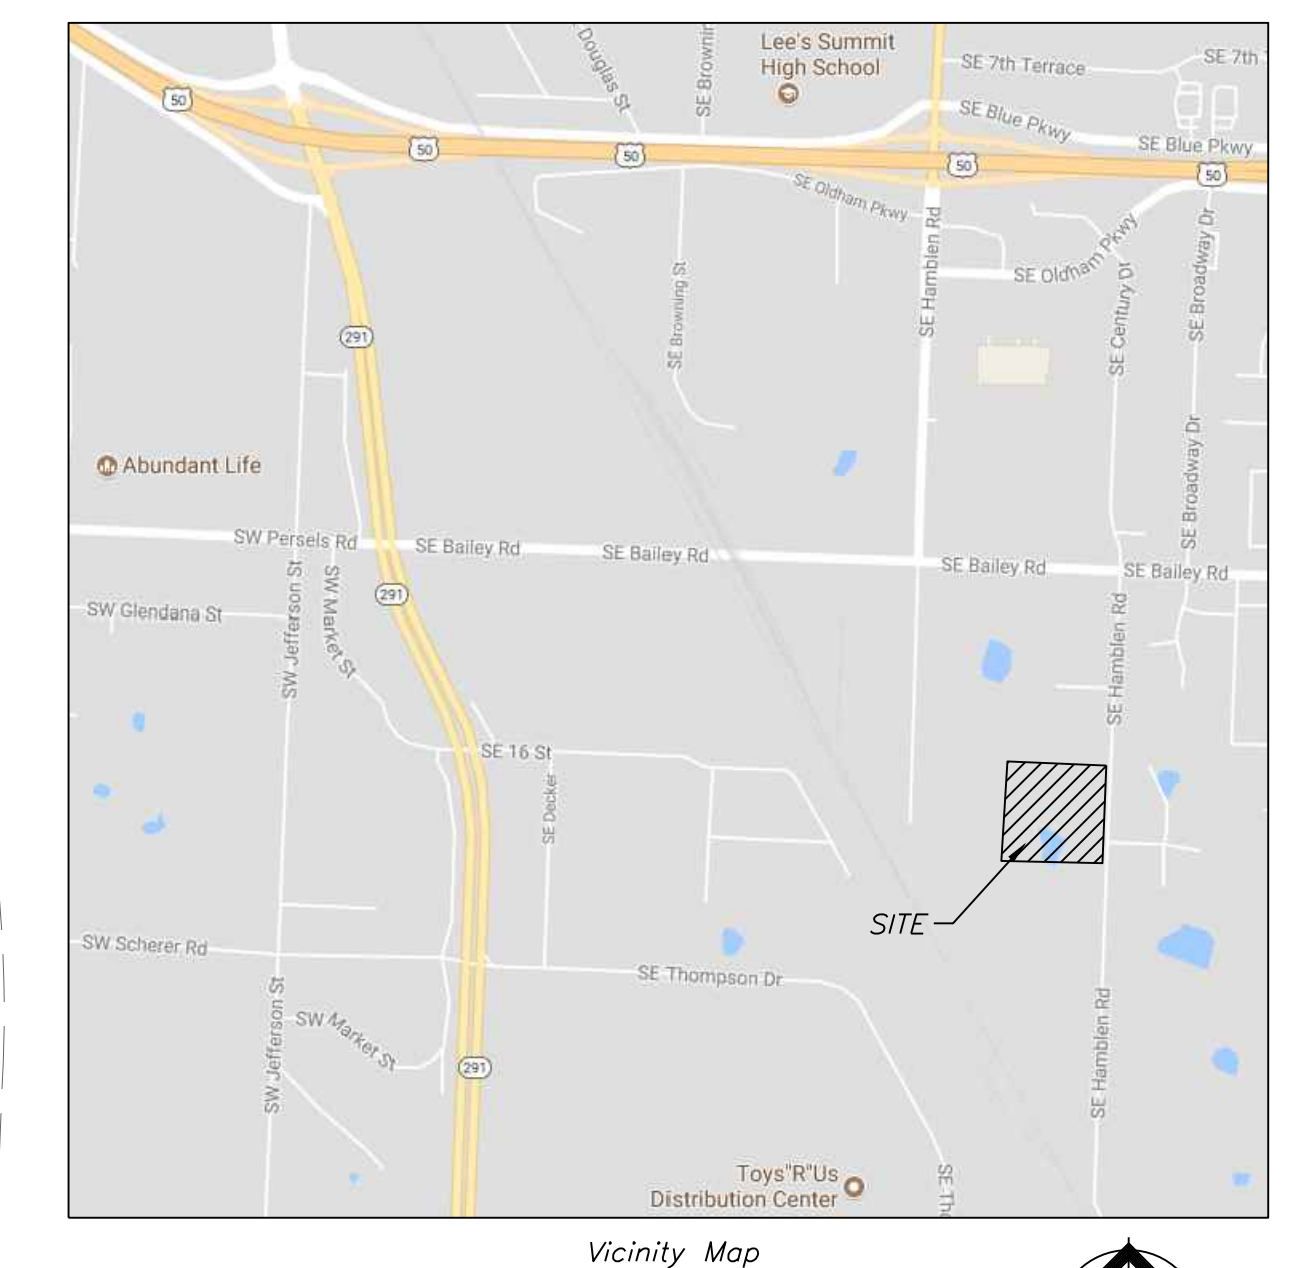 Lee's Summit
High School
Douglas St
SE Brownin
SE 7th Terrace
SE 7th
50
SE Blue Pkwy
50
50
50
SE Blue Pkwy
50
SE Oldham Pkwy
SE Hamblen Rd
SE Oldham Pkwy
SE Broadway Dr
SE Browning St
SE Century Dr
291
Abundant Life
SE Broadway Dr
SW Persels Rd
SE Bailey Rd
SE Bailey Rd
SE Bailey Rd
SE Bailey Rd
291
SW Glendana St
SW Jefferson St
SW Market St
SE Hamblen Rd
SE 16 St
SE Decker
SITE
SW Scherer Rd
SE Thompson Dr
SW Jefferson St
SW Market St
291
SE Hamblen Rd
Toys"R"Us
Distribution Center
SE Tho
Vicinity Map